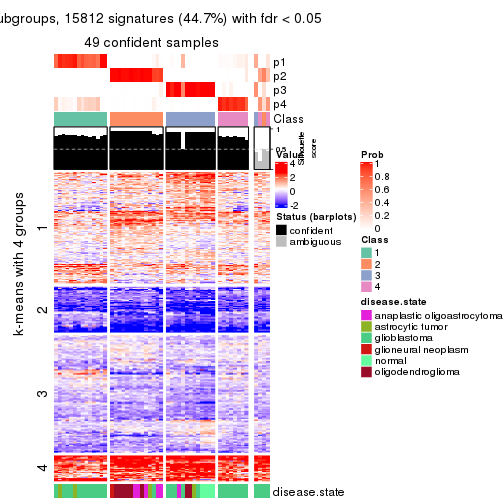 ubgroups, 15812 signatures (44.7%) with fdr < 0.05
49 confident samples
p1
p2
p3
p4
Class
1
0.5
Silhouette
score
Value
4
2
0
-2
Status (barplots)
confident
ambiguous
Prob
1
0.8
0.6
0.4
0.2
0
Class
1
2
3
4
disease.state
anaplastic oligoastrocytoma
astrocytic tumor
glioblastoma
glioneural neoplasm
normal
oligodendroglioma
k-means with 4 groups
1
2
3
4
disease.state